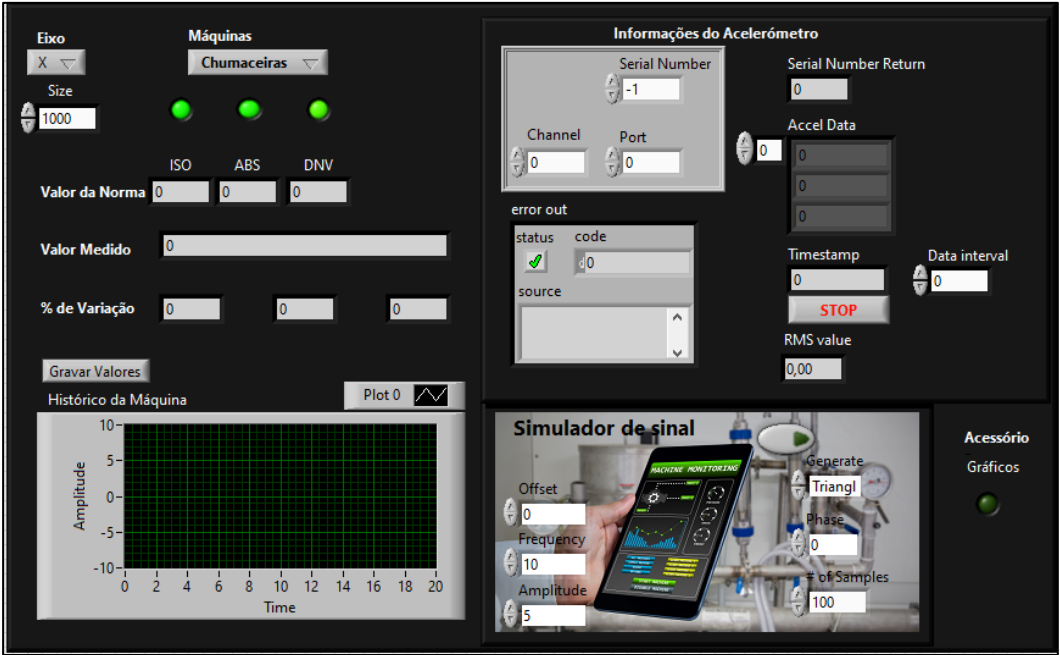 Eixo
X
Máquinas
Chumaceiras
Size
1000
ISO ABS DNV
Valor da Norma 0 0 0
Valor Medido 0
% de Variação 0 0 0
Gravar Valores
Histórico da Máquina
Plot 0
Amplitude
10
5
0
-5
-10
0 2 4 6 8 10 12 14 16 18 20
Time
Informações do Acelerómetro
Serial Number
-1
Channel
0
Port
0
Serial Number Return
0
Accel Data
0
0
0
0
error out
status code
d 0
source
Timestamp
0
Data interval
0
STOP
RMS value
0,00
Simulador de sinal
MACHINE MONITORING
Offset
0
Frequency
10
Amplitude
5
Generate
Triangl
Phase
0
# of Samples
100
Acessório
Gráficos